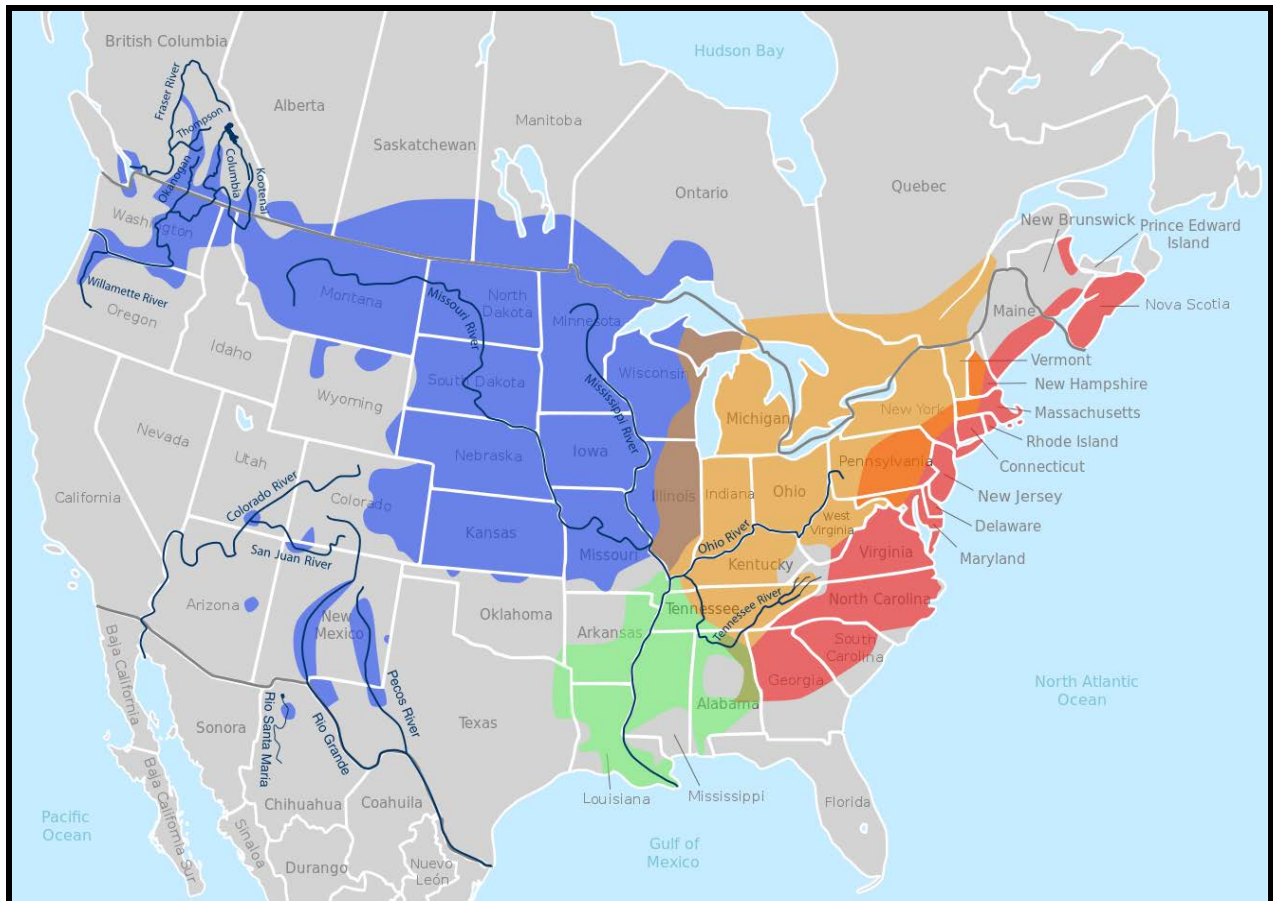 British Columbia
Hudson Bay
Fraser River
Alberta
Manitoba
Thompson
Saskatchewan
Ontario
Quebec
Okanogan
Columbia
Kootenai
Washington
New Brunswick
Prince Edward
Island
Willamette River
Oregon
Montana
Missouri River
North
Dakota
Minnesota
Maine
Nova Scotia
Idaho
Wyoming
South Dakota
Mississippi River
Wisconsin
Vermont
New Hampshire
Michigan
New York
Massachusetts
Nevada
Utah
Nebraska
Iowa
Rhode Island
Connecticut
Pennsylvania
California
Colorado River
Colorado
Illinois
Indiana
Ohio
New Jersey
Kansas
West
Virginia
Delaware
San Juan River
Missouri
Ohio River
Virginia
Maryland
Kentucky
Arizona
New
Mexico
Oklahoma
Arkansas
Tennessee
Tennessee River
North Carolina
South
Carolina
Baja California
Georgia
North Atlantic
Ocean
Sonora
Rio Santa Maria
Rio Grande
Pecos River
Texas
Alabama
Baja California Sur
Chihuahua
Coahuila
Louisiana
Mississippi
Florida
Pacific
Ocean
Sinaloa
Durango
Nuevo
León
Gulf of
Mexico